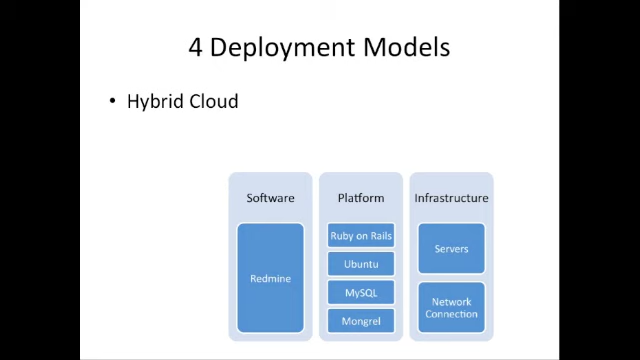 4 Deployment Models
• Hybrid Cloud
Software
Redmine
Platform
Ruby on Rails
Ubuntu
MySQL
Mongrel
Infrastructure
Servers
Network
Connection